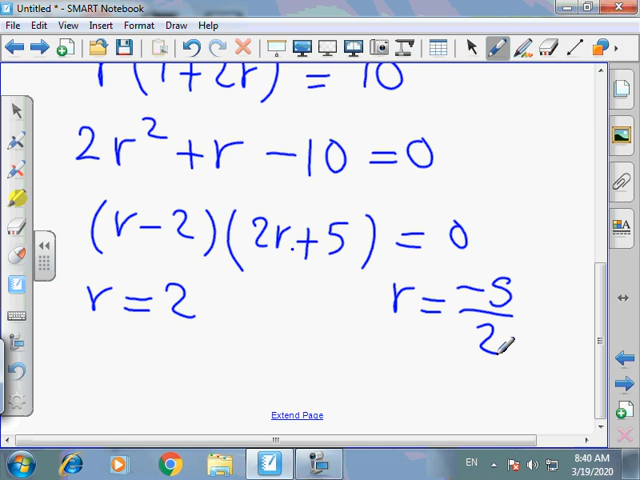 Untitled * - SMART Notebook
File Edit View Insert Format Draw Help
r (1 + 2r) = 10
2r² + r - 10 = 0
(r - 2)(2r + 5) = 0
r = 2
r = -5/2
Extend Page
EN
8:40 AM
3/19/2020